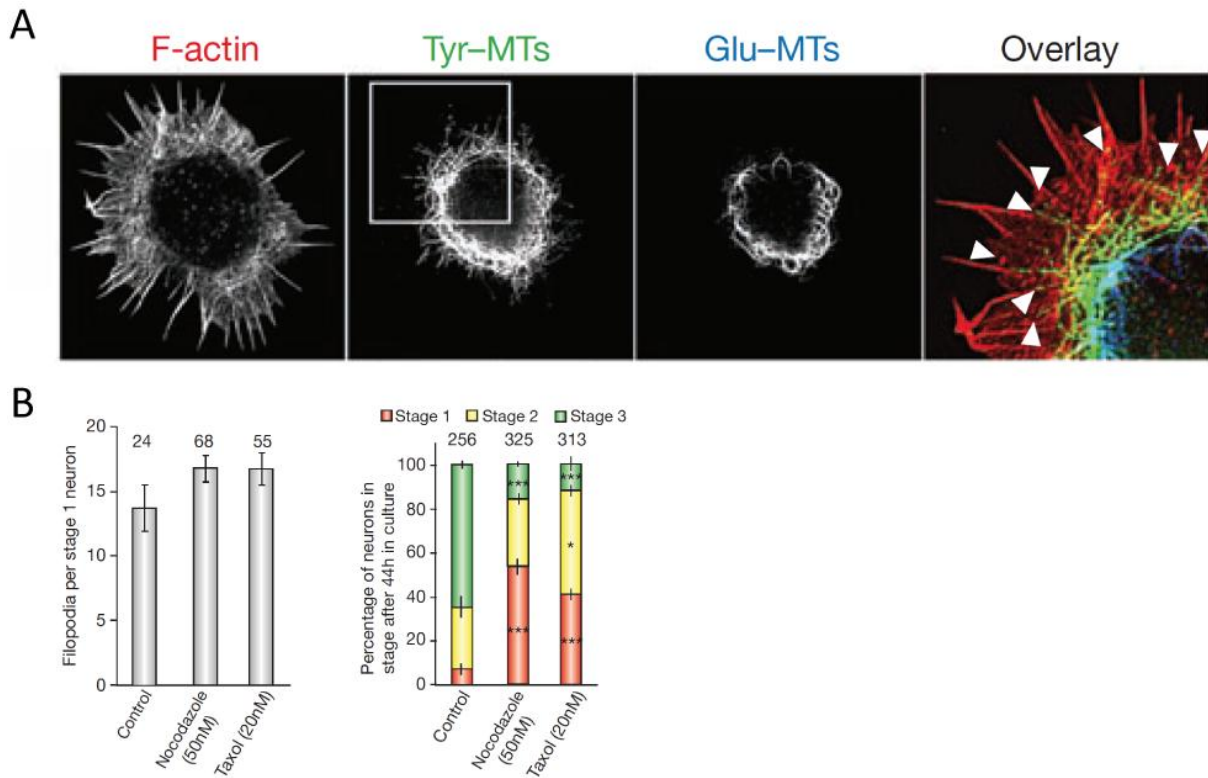 A
F-actin
Tyr–MTs
Glu–MTs
Overlay
B
Filopodia per stage 1 neuron
20
15
10
5
0
24
68
55
Control
Nocodazole
(50nM)
Taxol (20nM)
Stage 1
Stage 2
Stage 3
256
325
313
Percentage of neurons in
stage after 44h in culture
100
80
60
40
20
0
***
***
*
***
***
Control
Nocodazole
(50nM)
Taxol (20nM)